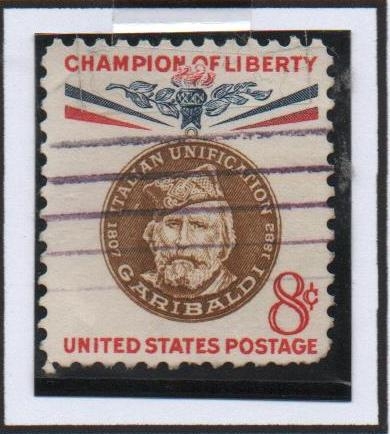 CHAMPION OF LIBERTY
ITALIAN UNIFICATION
1807 GARIBALDI 1882
8¢
UNITED STATES POSTAGE